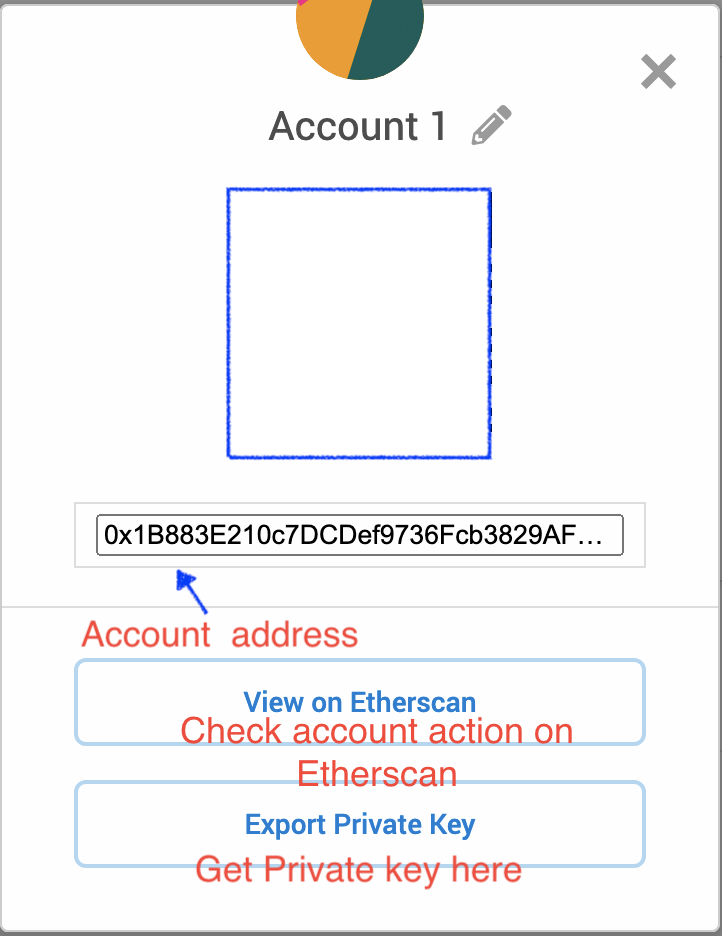 Account 1
0x1B883E210c7DCDef9736Fcb3829AF...
Account address
View on Etherscan
Check account action on
Etherscan
Export Private Key
Get Private key here